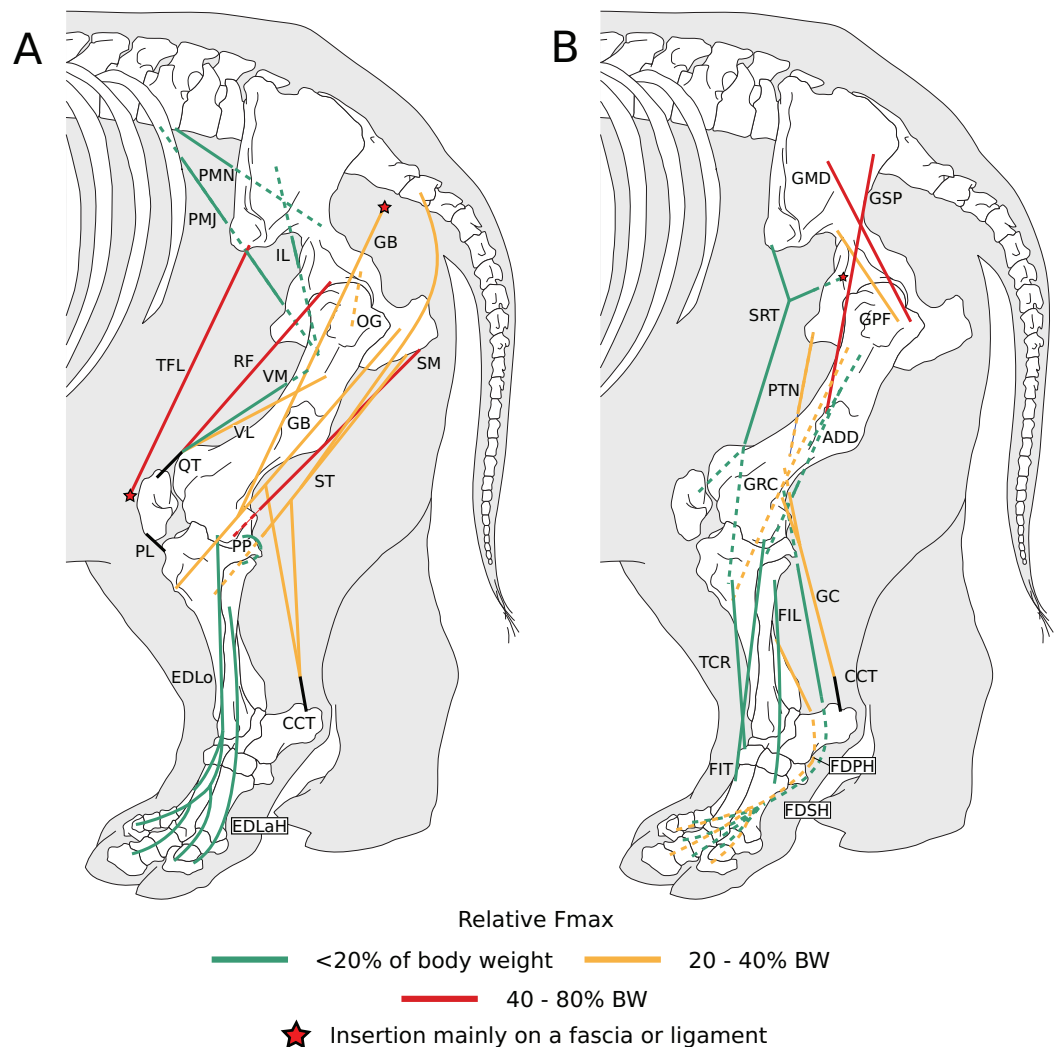 A
PMN
PMJ
IL
GB
OG
TFL
RF
VM
SM
VL
GB
QT
ST
PL
PP
EDLo
CCT
EDLaH
B
GMD
GSP
SRT
GPF
PTN
ADD
GRC
GC
FIL
TCR
CCT
FIT
FDPH
FDSH
Relative Fmax
<20% of body weight
20 - 40% BW
40 - 80% BW
Insertion mainly on a fascia or ligament